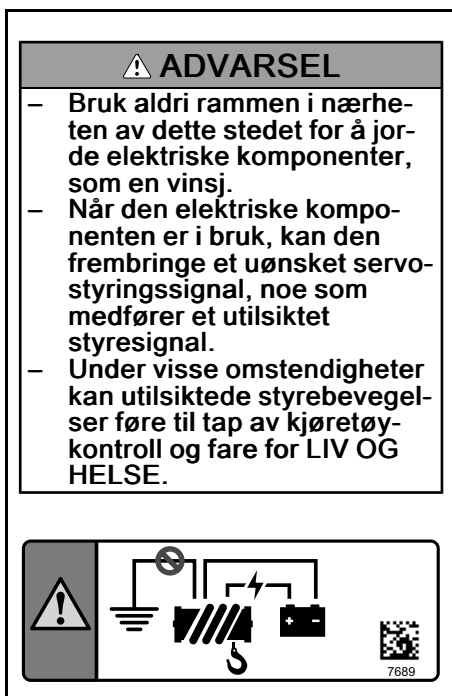 ADVARSEL
– Bruk aldri rammen i nærhe-
ten av dette stedet for å jor-
de elektriske komponenter,
som en vinsj.
– Når den elektriske kompo-
nenten er i bruk, kan den
frembringe et uønsket servo-
styringssignal, noe som
medfører et utilsiktet
styresignal.
– Under visse omstendigheter
kan utilsiktede styrebevegel-
ser føre til tap av kjøretøy-
kontroll og fare for LIV OG
HELSE.
7689